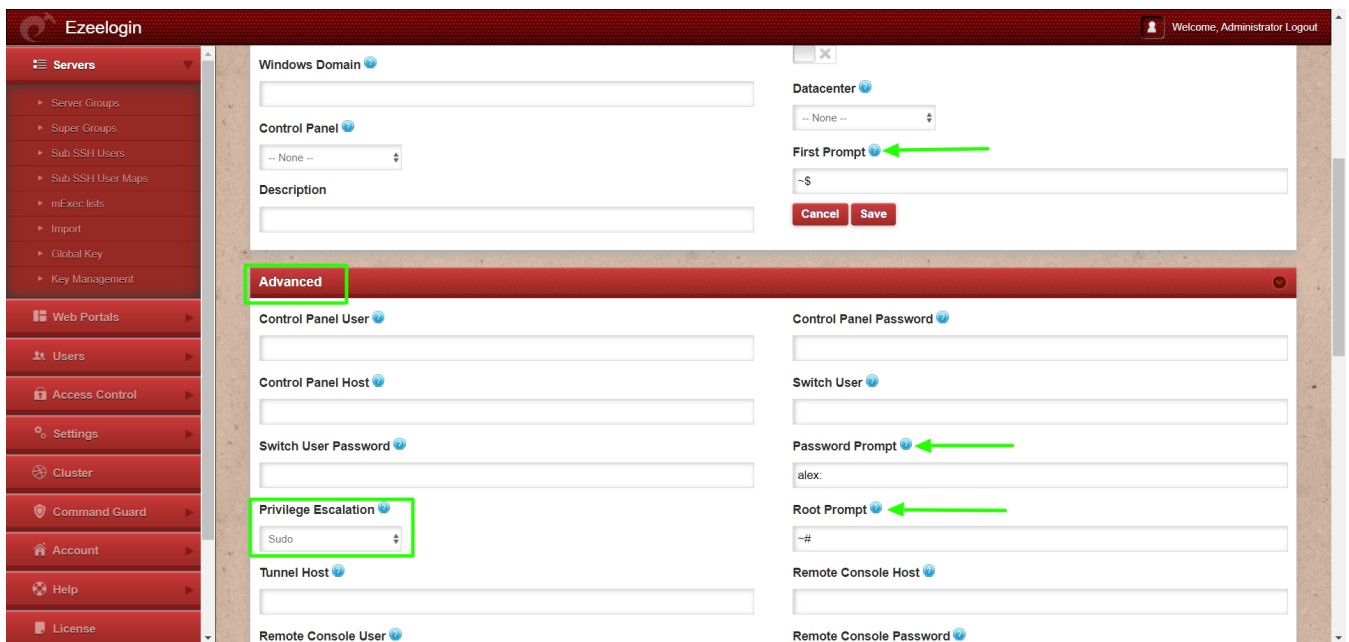 Ezeelogin
Welcome, Administrator Logout
Servers
Server Groups
Super Groups
Sub SSH Users
Sub SSH User Maps
mExec lists
Import
Global Key
Key Management
Web Portals
Users
Access Control
Settings
Cluster
Command Guard
Account
Help
License
Windows Domain
Datacenter
-- None --
Control Panel
-- None --
First Prompt
~$
Description
Cancel Save
Advanced
Control Panel User
Control Panel Password
Control Panel Host
Switch User
Switch User Password
Password Prompt
alex:
Privilege Escalation
Sudo
Root Prompt
~#
Tunnel Host
Remote Console Host
Remote Console User
Remote Console Password